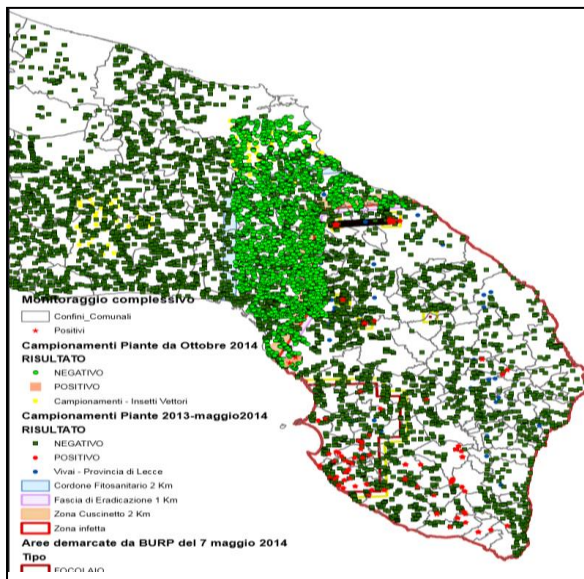 Monitoraggio complessivo
Confini_Comunali
Positivi
Campionamenti Piante da Ottobre 2014
RISULTATO
NEGATIVO
POSITIVO
Campionamenti - Insetti Vettori
Campionamenti Piante 2013-maggio2014
RISULTATO
NEGATIVO
POSITIVO
Vivai - Provincia di Lecce
Cordone Fitosanitario 2 Km
Fascia di Eradicazione 1 Km
Zona Cuscinetto 2 Km
Zona infetta
Aree demarcate da BURP del 7 maggio 2014
Tipo
FOCOLAIO